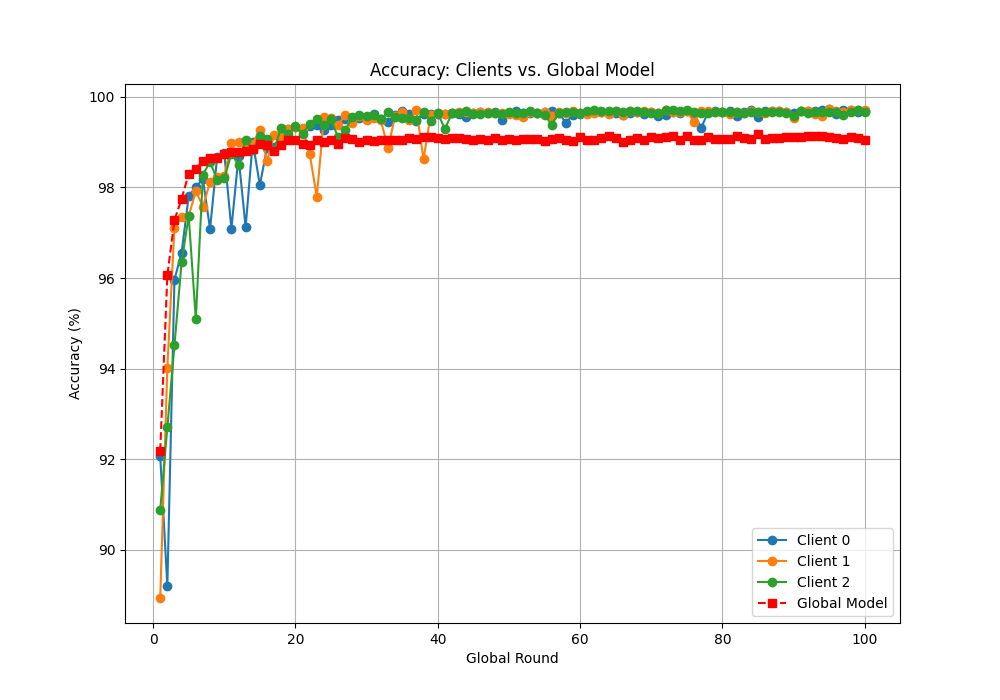 Accuracy: Clients vs. Global Model
Accuracy (%)
100
98
96
94
92
90
0
20
40
60
80
100
Global Round
Client 0
Client 1
Client 2
Global Model